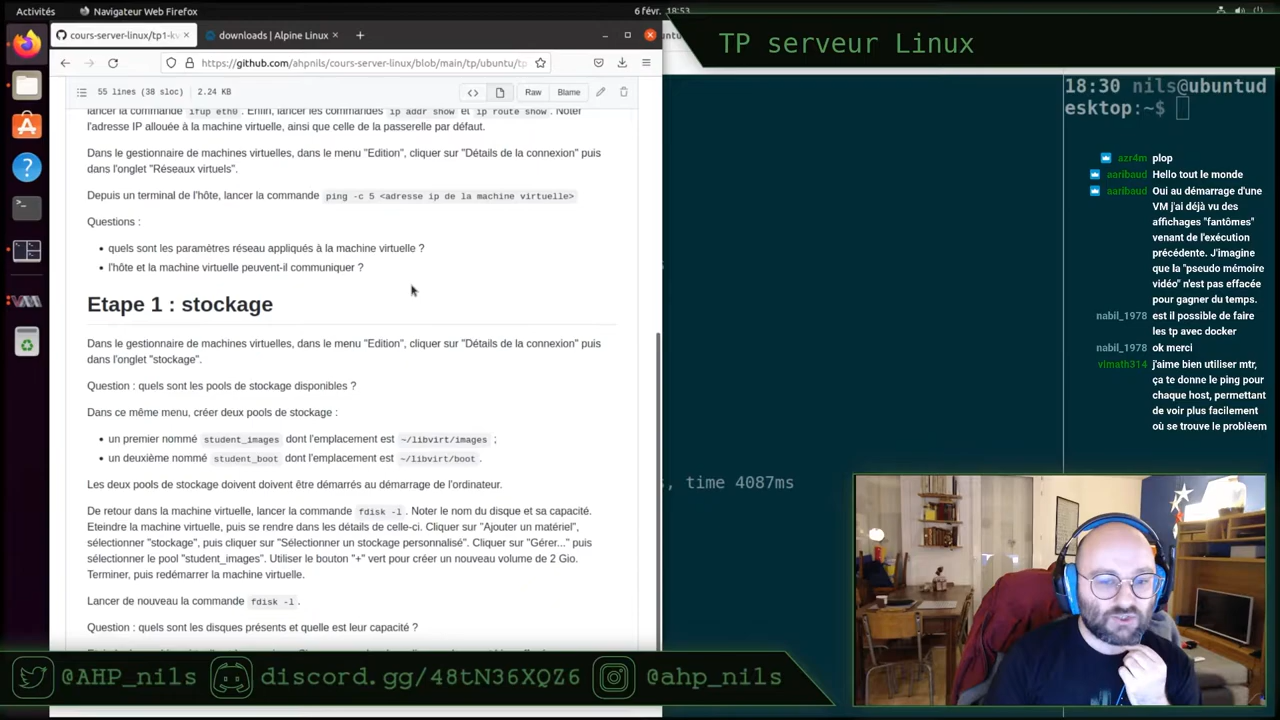 Activités
Navigateur Web Firefox
6 févr. 18:53
cours-server-linux/tp1-kv
downloads | Alpine Linux
TP serveur Linux
https://github.com/ahpnils/cours-server-linux/blob/main/tp/ubuntu/tp
55 lines (38 sloc)
2.24 KB
Raw
Blame
lancer la commande ifup eth0. Enfin, lancer les commandes ip addr show et ip route show. Noter
l'adresse IP allouée à la machine virtuelle, ainsi que celle de la passerelle par défaut.
Dans le gestionnaire de machines virtuelles, dans le menu "Edition", cliquer sur "Détails de la connexion" puis
dans l'onglet "Réseaux virtuels".
Depuis un terminal de l'hôte, lancer la commande ping -c 5 <adresse ip de la machine virtuelle>
Questions :
• quels sont les paramètres réseau appliqués à la machine virtuelle ?
• l'hôte et la machine virtuelle peuvent-il communiquer ?
Etape 1 : stockage
Dans le gestionnaire de machines virtuelles, dans le menu "Edition", cliquer sur "Détails de la connexion" puis
dans l'onglet "stockage".
Question : quels sont les pools de stockage disponibles ?
Dans ce même menu, créer deux pools de stockage :
• un premier nommé student_images dont l'emplacement est ~/libvirt/images ;
• un deuxième nommé student_boot dont l'emplacement est ~/libvirt/boot.
Les deux pools de stockage doivent doivent être démarrés au démarrage de l'ordinateur.
De retour dans la machine virtuelle, lancer la commande fdisk -l. Noter le nom du disque et sa capacité.
Eteindre la machine virtuelle, puis se rendre dans les détails de celle-ci. Cliquer sur "Ajouter un matériel",
sélectionner "stockage", puis cliquer sur "Sélectionner un stockage personnalisé". Cliquer sur "Gérer..." puis
sélectionner le pool "student_images". Utiliser le bouton "+" vert pour créer un nouveau volume de 2 Gio.
Terminer, puis redémarrer la machine virtuelle.
Lancer de nouveau la commande fdisk -l.
Question : quels sont les disques présents et quelle est leur capacité ?
, time 4087ms
18:30 nils@ubuntud
esktop:~$
azr4m plop
aaribaud Hello tout le monde
aaribaud Oui au démarrage d'une
VM j'ai déjà vu des
affichages "fantômes"
venant de l'exécution
précédente. J'imagine
que la "pseudo mémoire
vidéo" n'est pas effacée
pour gagner du temps.
nabil_1978 est il possible de faire
les tp avec docker
nabil_1978 ok merci
vlmath314 j'aime bien utiliser mtr,
ça te donne le ping pour
chaque host, permettant
de voir plus facilement
où se trouve le problèem
@AHP_nils
discord.gg/48tN36XQZ6
@ahp_nils